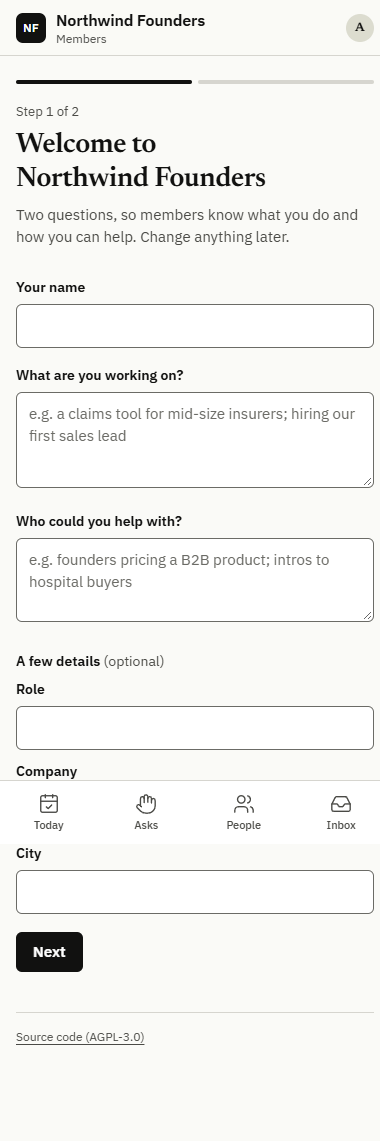 NF
Northwind Founders
Members
A
Step 1 of 2
Welcome to
Northwind Founders
Two questions, so members know what you do and
how you can help. Change anything later.
Your name
What are you working on?
e.g. a claims tool for mid-size insurers; hiring our
first sales lead
Who could you help with?
e.g. founders pricing a B2B product; intros to
hospital buyers
A few details (optional)
Role
Company
Today Asks People Inbox
City
Next
Source code (AGPL-3.0)